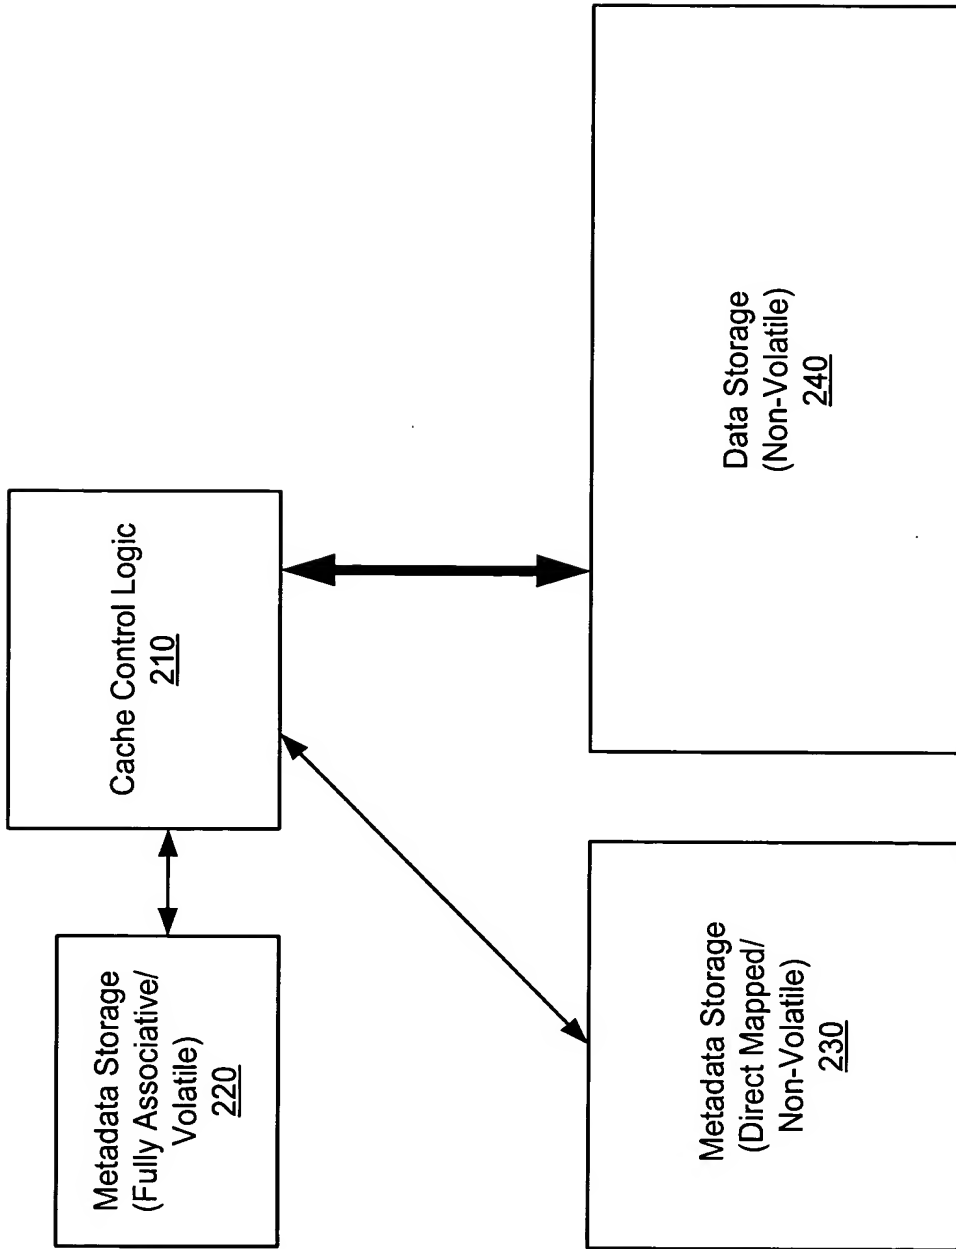 Metadata Storage
(Fully Associative/
Volatile)
220
Cache Control Logic
210
Metadata Storage
(Direct Mapped/
Non-Volatile)
230
Data Storage
(Non-Volatile)
240